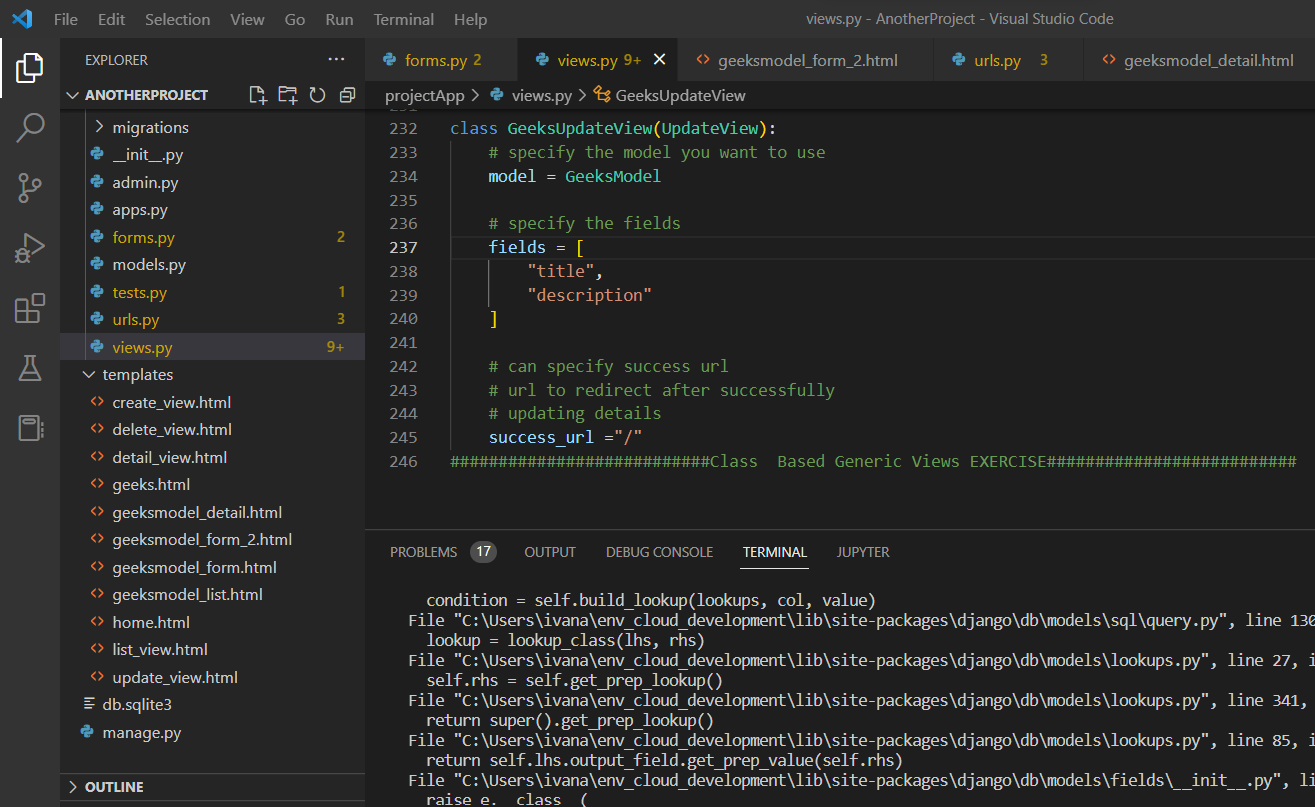 File Edit Selection View Go Run Terminal Help views.py - AnotherProject - Visual Studio Code
EXPLORER ...
forms.py 2 views.py 9+ geeksmodel_form_2.html urls.py 3 geeksmodel_detail.html
ANOTHERPROJECT
projectApp > views.py > GeeksUpdateView
migrations
__init__.py
admin.py
apps.py
forms.py 2
models.py
tests.py 1
urls.py 3
views.py 9+
templates
create_view.html
delete_view.html
detail_view.html
geeks.html
geeksmodel_detail.html
geeksmodel_form_2.html
geeksmodel_form.html
geeksmodel_list.html
home.html
list_view.html
update_view.html
db.sqlite3
manage.py
OUTLINE
232 class GeeksUpdateView(UpdateView):
233 # specify the model you want to use
234 model = GeeksModel
235
236 # specify the fields
237 fields = [
238 "title",
239 "description"
240 ]
241
242 # can specify success url
243 # url to redirect after successfully
244 # updating details
245 success_url ="/"
246 ###########################Class  Based Generic Views EXERCISE##########################
PROBLEMS 17 OUTPUT DEBUG CONSOLE TERMINAL JUPYTER
condition = self.build_lookup(lookups, col, value)
File "C:\Users\ivana\env_cloud_development\lib\site-packages\django\db\models\sql\query.py", line 130
lookup = lookup_class(lhs, rhs)
File "C:\Users\ivana\env_cloud_development\lib\site-packages\django\db\models\lookups.py", line 27, i
self.rhs = self.get_prep_lookup()
File "C:\Users\ivana\env_cloud_development\lib\site-packages\django\db\models\lookups.py", line 341,
return super().get_prep_lookup()
File "C:\Users\ivana\env_cloud_development\lib\site-packages\django\db\models\lookups.py", line 85, i
return self.lhs.output_field.get_prep_value(self.rhs)
File "C:\Users\ivana\env_cloud_development\lib\site-packages\django\db\models\fields\__init__.py", li
raise e.__class__(